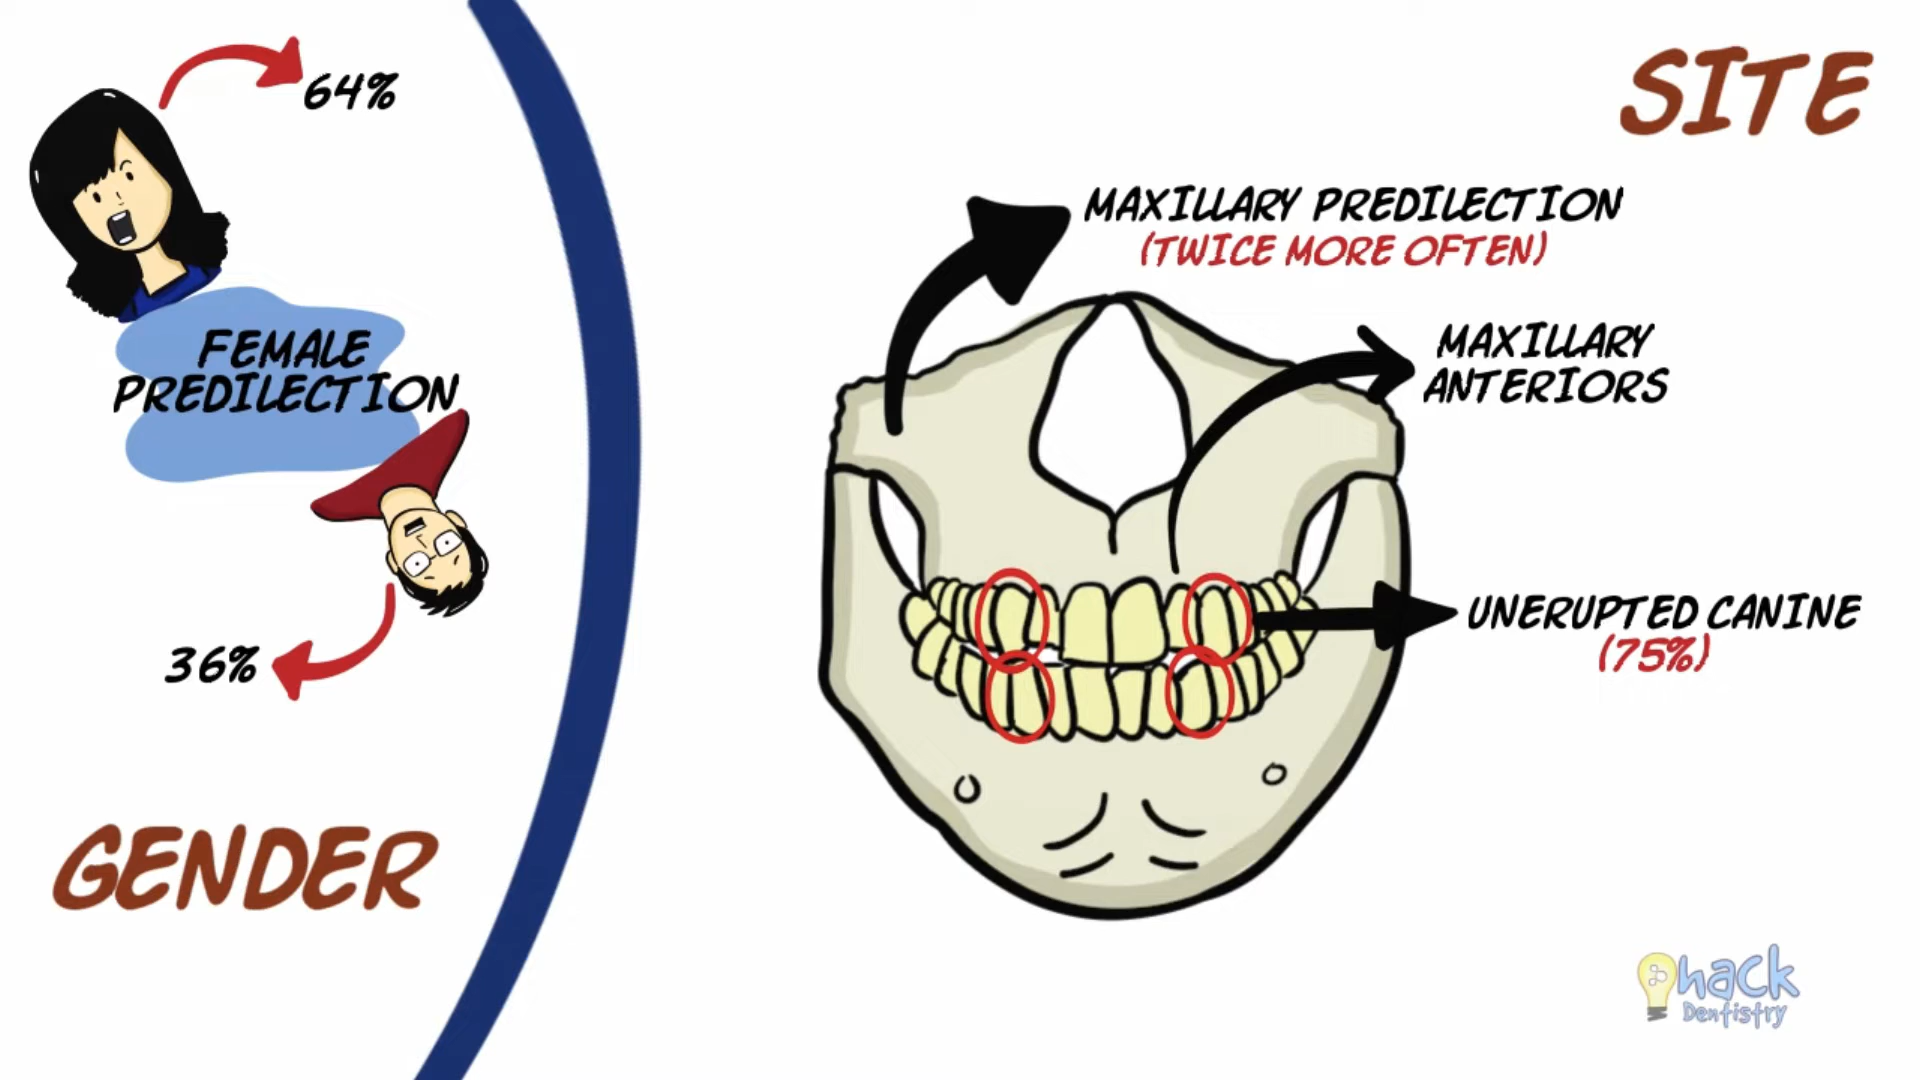 64%
FEMALE
PREDILECTION
36%
GENDER
SITE
MAXILLARY PREDILECTION
(TWICE MORE OFTEN)
MAXILLARY
ANTERIORS
UNERUPTED CANINE
(75%)
hack
Dentistry